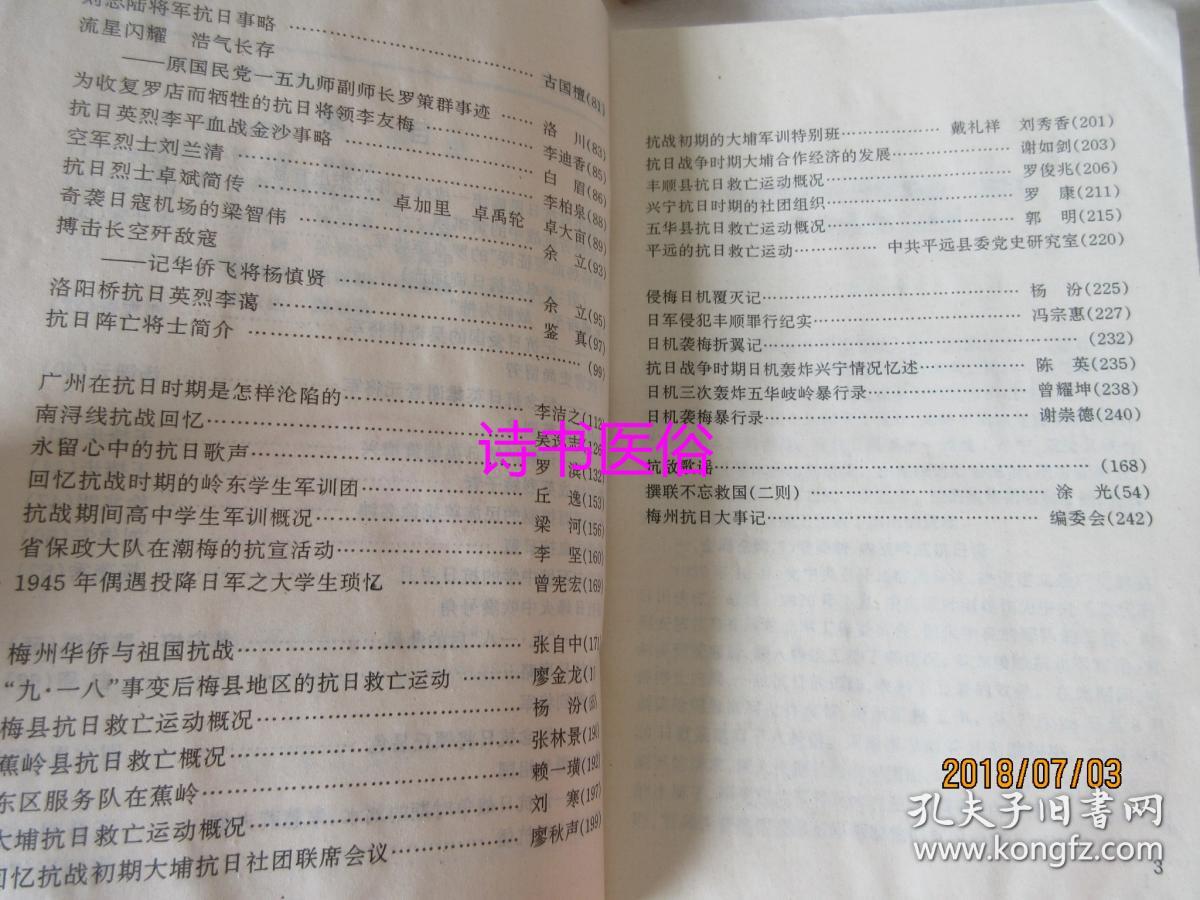 刘志陆将军抗日事略
流星闪耀 浩气长存
——原国民党一五九师副师长罗策群事迹 古国檀(81)
为收复罗店而牺牲的抗日将领李友梅 洛川(83)
抗日英烈李平血战金沙事略 李迪香(85)
空军烈士刘兰清 白眉(86)
抗日烈士卓斌简传 李柏泉(88)
奇袭日寇机场的梁智伟 卓加里 卓禹轮 卓大亩(89)
搏击长空歼敌寇
——记华侨飞将杨慎贤 余立(93)
洛阳桥抗日英烈李蔼 余立(95)
抗日阵亡将士简介 鉴真(97)
(99)
广州在抗日时期是怎样沦陷的 李洁之(112
南浔线抗战回忆 吴 志(126
永留心中的抗日歌声 罗滨(132)
回忆抗战时期的岭东学生军训团 丘逸(153)
抗战期间高中学生军训概况 梁河(156)
省保政大队在潮梅的抗宣活动 李坚(160)
1945年偶遇投降日军之大学生琐忆 曾宪宏(169)
梅州华侨与祖国抗战 张自中(171)
“九·一八”事变后梅县地区的抗日救亡运动 廖金龙
梅县抗日救亡运动概况 杨汾
蕉岭县抗日救亡概况 张林景(190)
东区服务队在蕉岭 赖一璜(192)
大埔抗日救亡运动概况 刘寒(197)
回忆抗战初期大埔抗日社团联席会议 廖秋声(199)
抗战初期的大埔军训特别班 戴礼祥 刘秀香(201)
抗日战争时期大埔合作经济的发展 谢如剑(203)
丰顺县抗日救亡运动概况 罗俊兆(206)
兴宁抗日时期的社团组织 罗康(211)
五华县抗日救亡运动概况 郭明(215)
平远的抗日救亡运动 中共平远县委党史研究室(220)
侵梅日机覆灭记 杨汾(225)
日军侵犯丰顺罪行纪实 冯宗惠(227)
日机袭梅折翼记 (232)
抗日战争时期日机轰炸兴宁情况忆述 陈英(235)
日机三次轰炸五华岐岭暴行录 曾耀坤(238)
日机袭梅暴行录 谢崇德(240)
抗敌歌谣 (168)
撰联不忘救国(二则) 涂光(54)
梅州抗日大事记 编委会(242)
诗书医俗
2018/07/03
孔夫子旧书网
www.kongfz.com
3